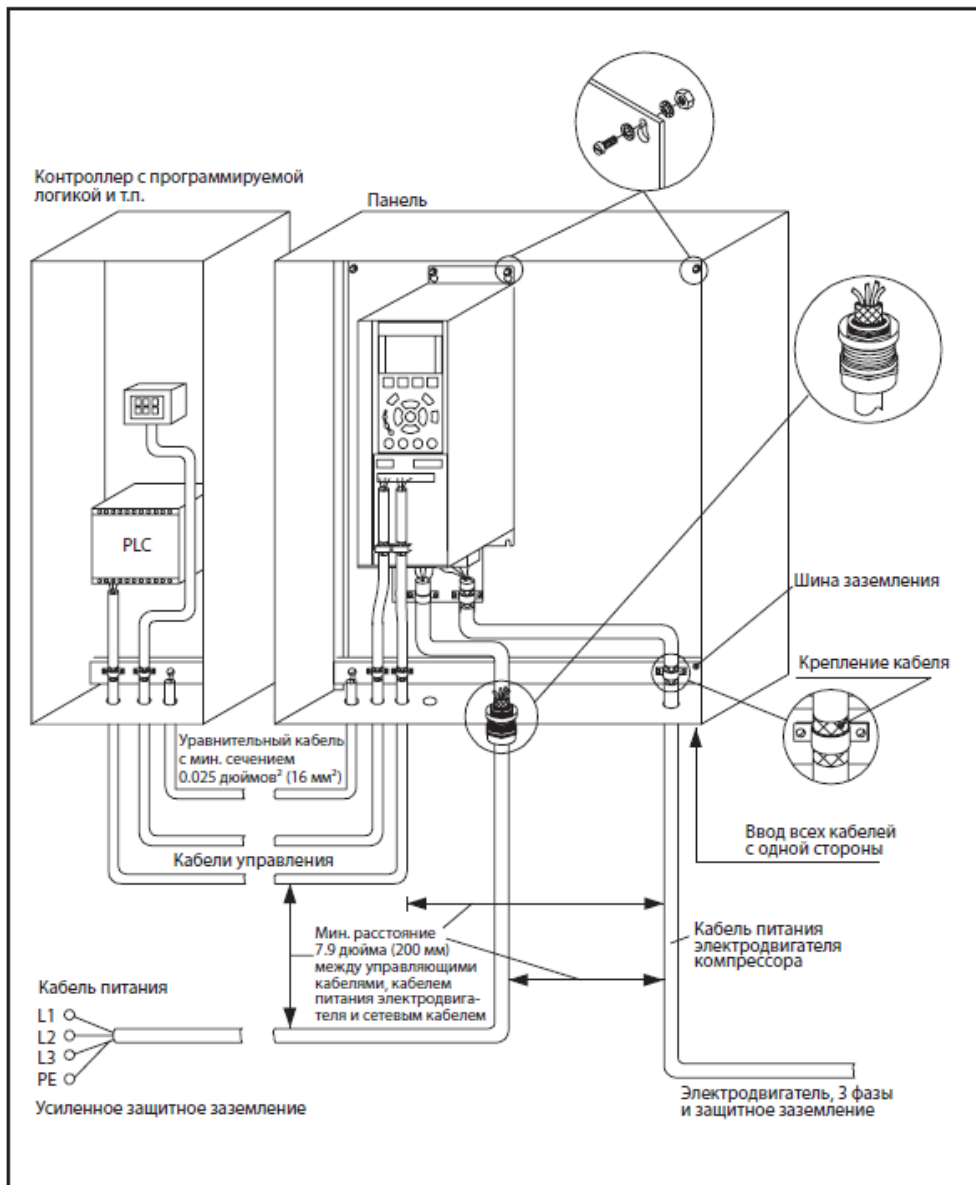 Контроллер с программируемой
логикой и т.п.
Панель
PLC
Шина заземления
Крепление кабеля
Уравнительный кабель
с мин. сечением
0.025 дюймов² (16 мм²)
Ввод всех кабелей
с одной стороны
Кабели управления
Мин. расстояние
7.9 дюйма (200 мм)
между управляющими
кабелями, кабелем
питания электродвига-
теля и сетевым кабелем
Кабель питания
электродвигателя
компрессора
Кабель питания
L1
L2
L3
PE
Усиленное защитное заземление
Электродвигатель, 3 фазы
и защитное заземление